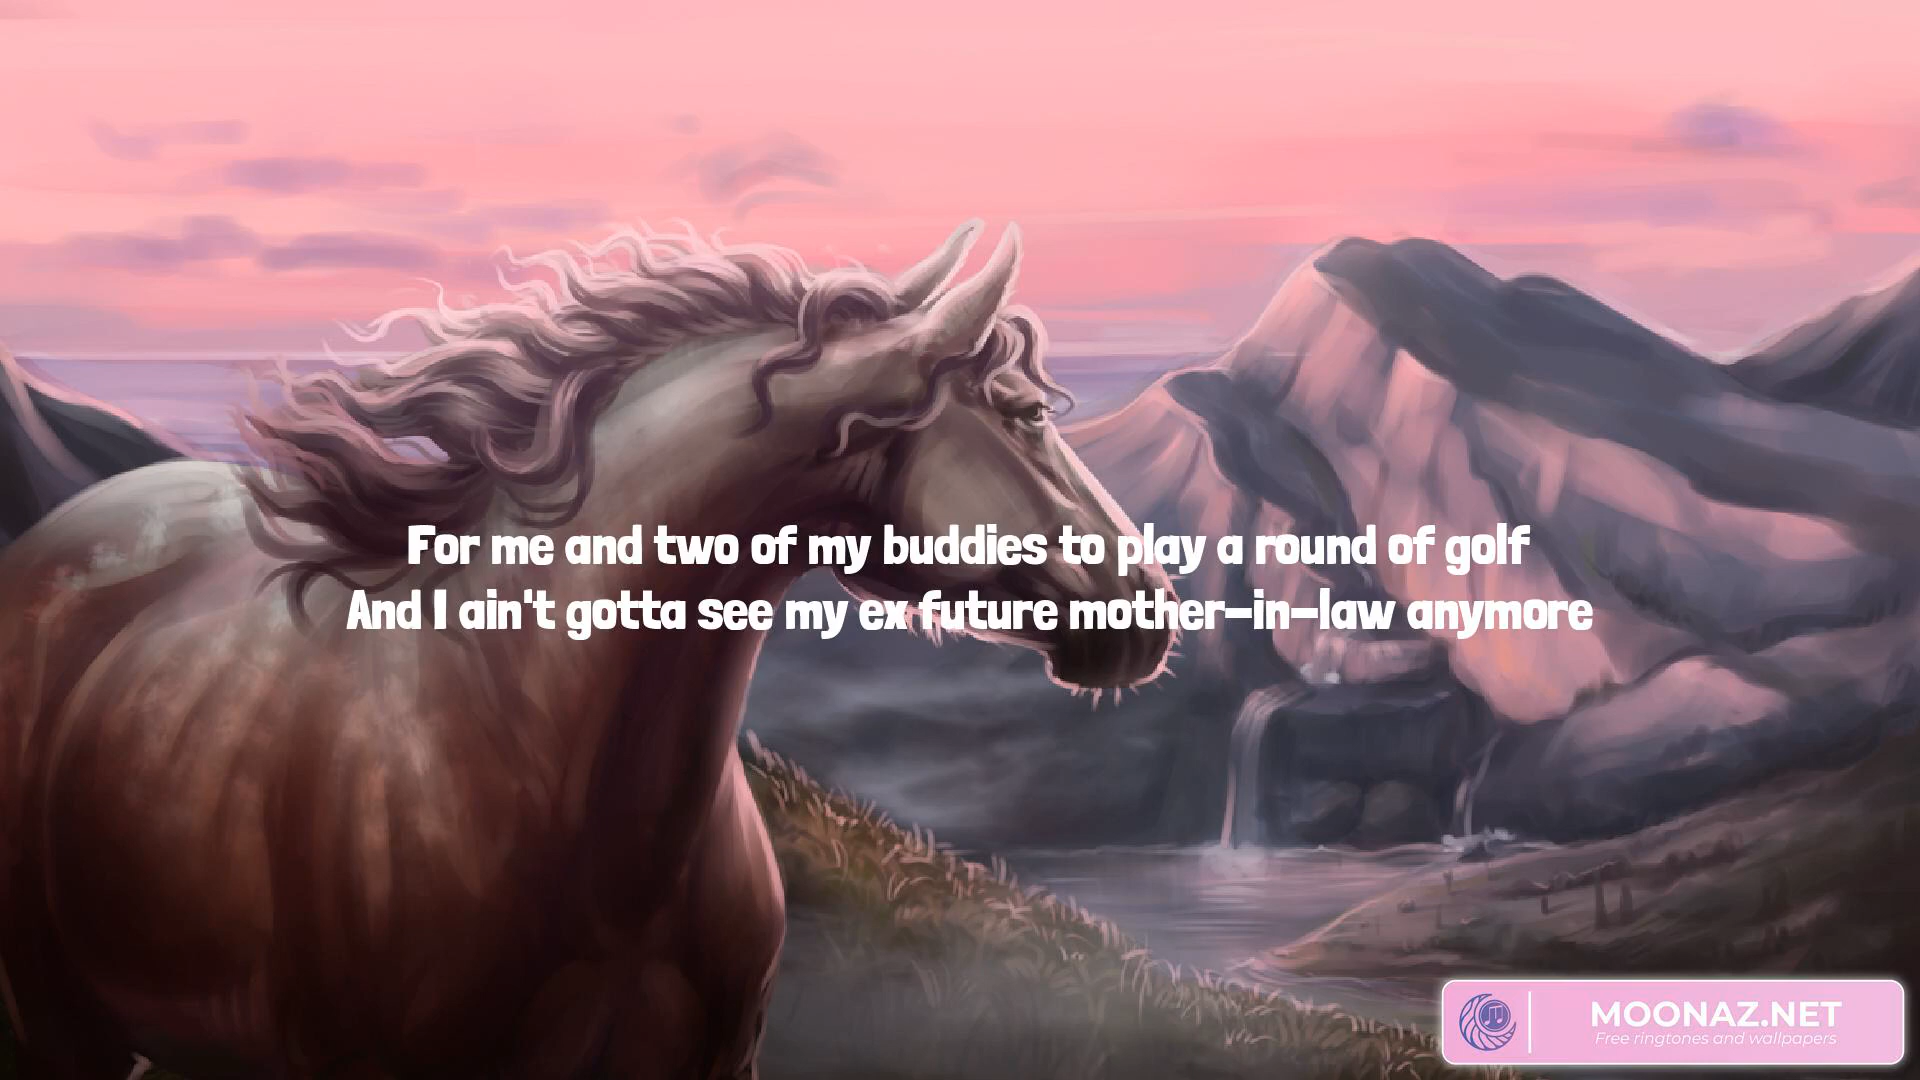 For me and two of my buddies to play a round of golf
And I ain't gotta see my ex future mother-in-law anymore
MOONAZ.NET
Free ringtones and wallpapers